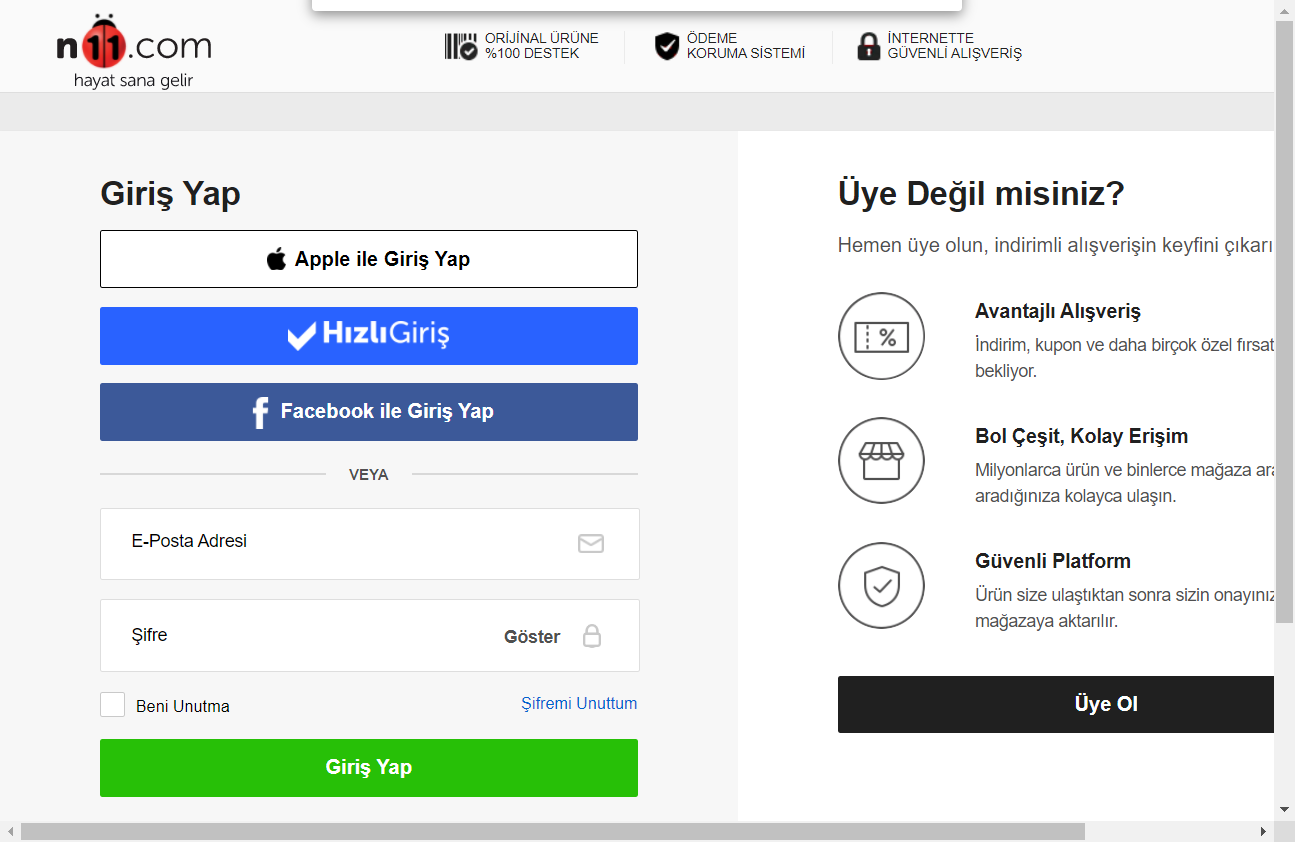 n11.com
hayat sana gelir
ORİJİNAL ÜRÜNE
%100 DESTEK
ÖDEME
KORUMA SİSTEMİ
İNTERNETTE
GÜVENLİ ALIŞVERİŞ
Giriş Yap
Apple ile Giriş Yap
HızlıGiriş
Facebook ile Giriş Yap
VEYA
E-Posta Adresi
Şifre
Göster
Beni Unutma
Şifremi Unuttum
Giriş Yap
Üye Değil misiniz?
Hemen üye olun, indirimli alışverişin keyfini çıkarı
%
Avantajlı Alışveriş
İndirim, kupon ve daha birçok özel fırsat
bekliyor.
Bol Çeşit, Kolay Erişim
Milyonlarca ürün ve binlerce mağaza ara
aradığınıza kolayca ulaşın.
Güvenli Platform
Ürün size ulaştıktan sonra sizin onayınız
mağazaya aktarılır.
Üye Ol